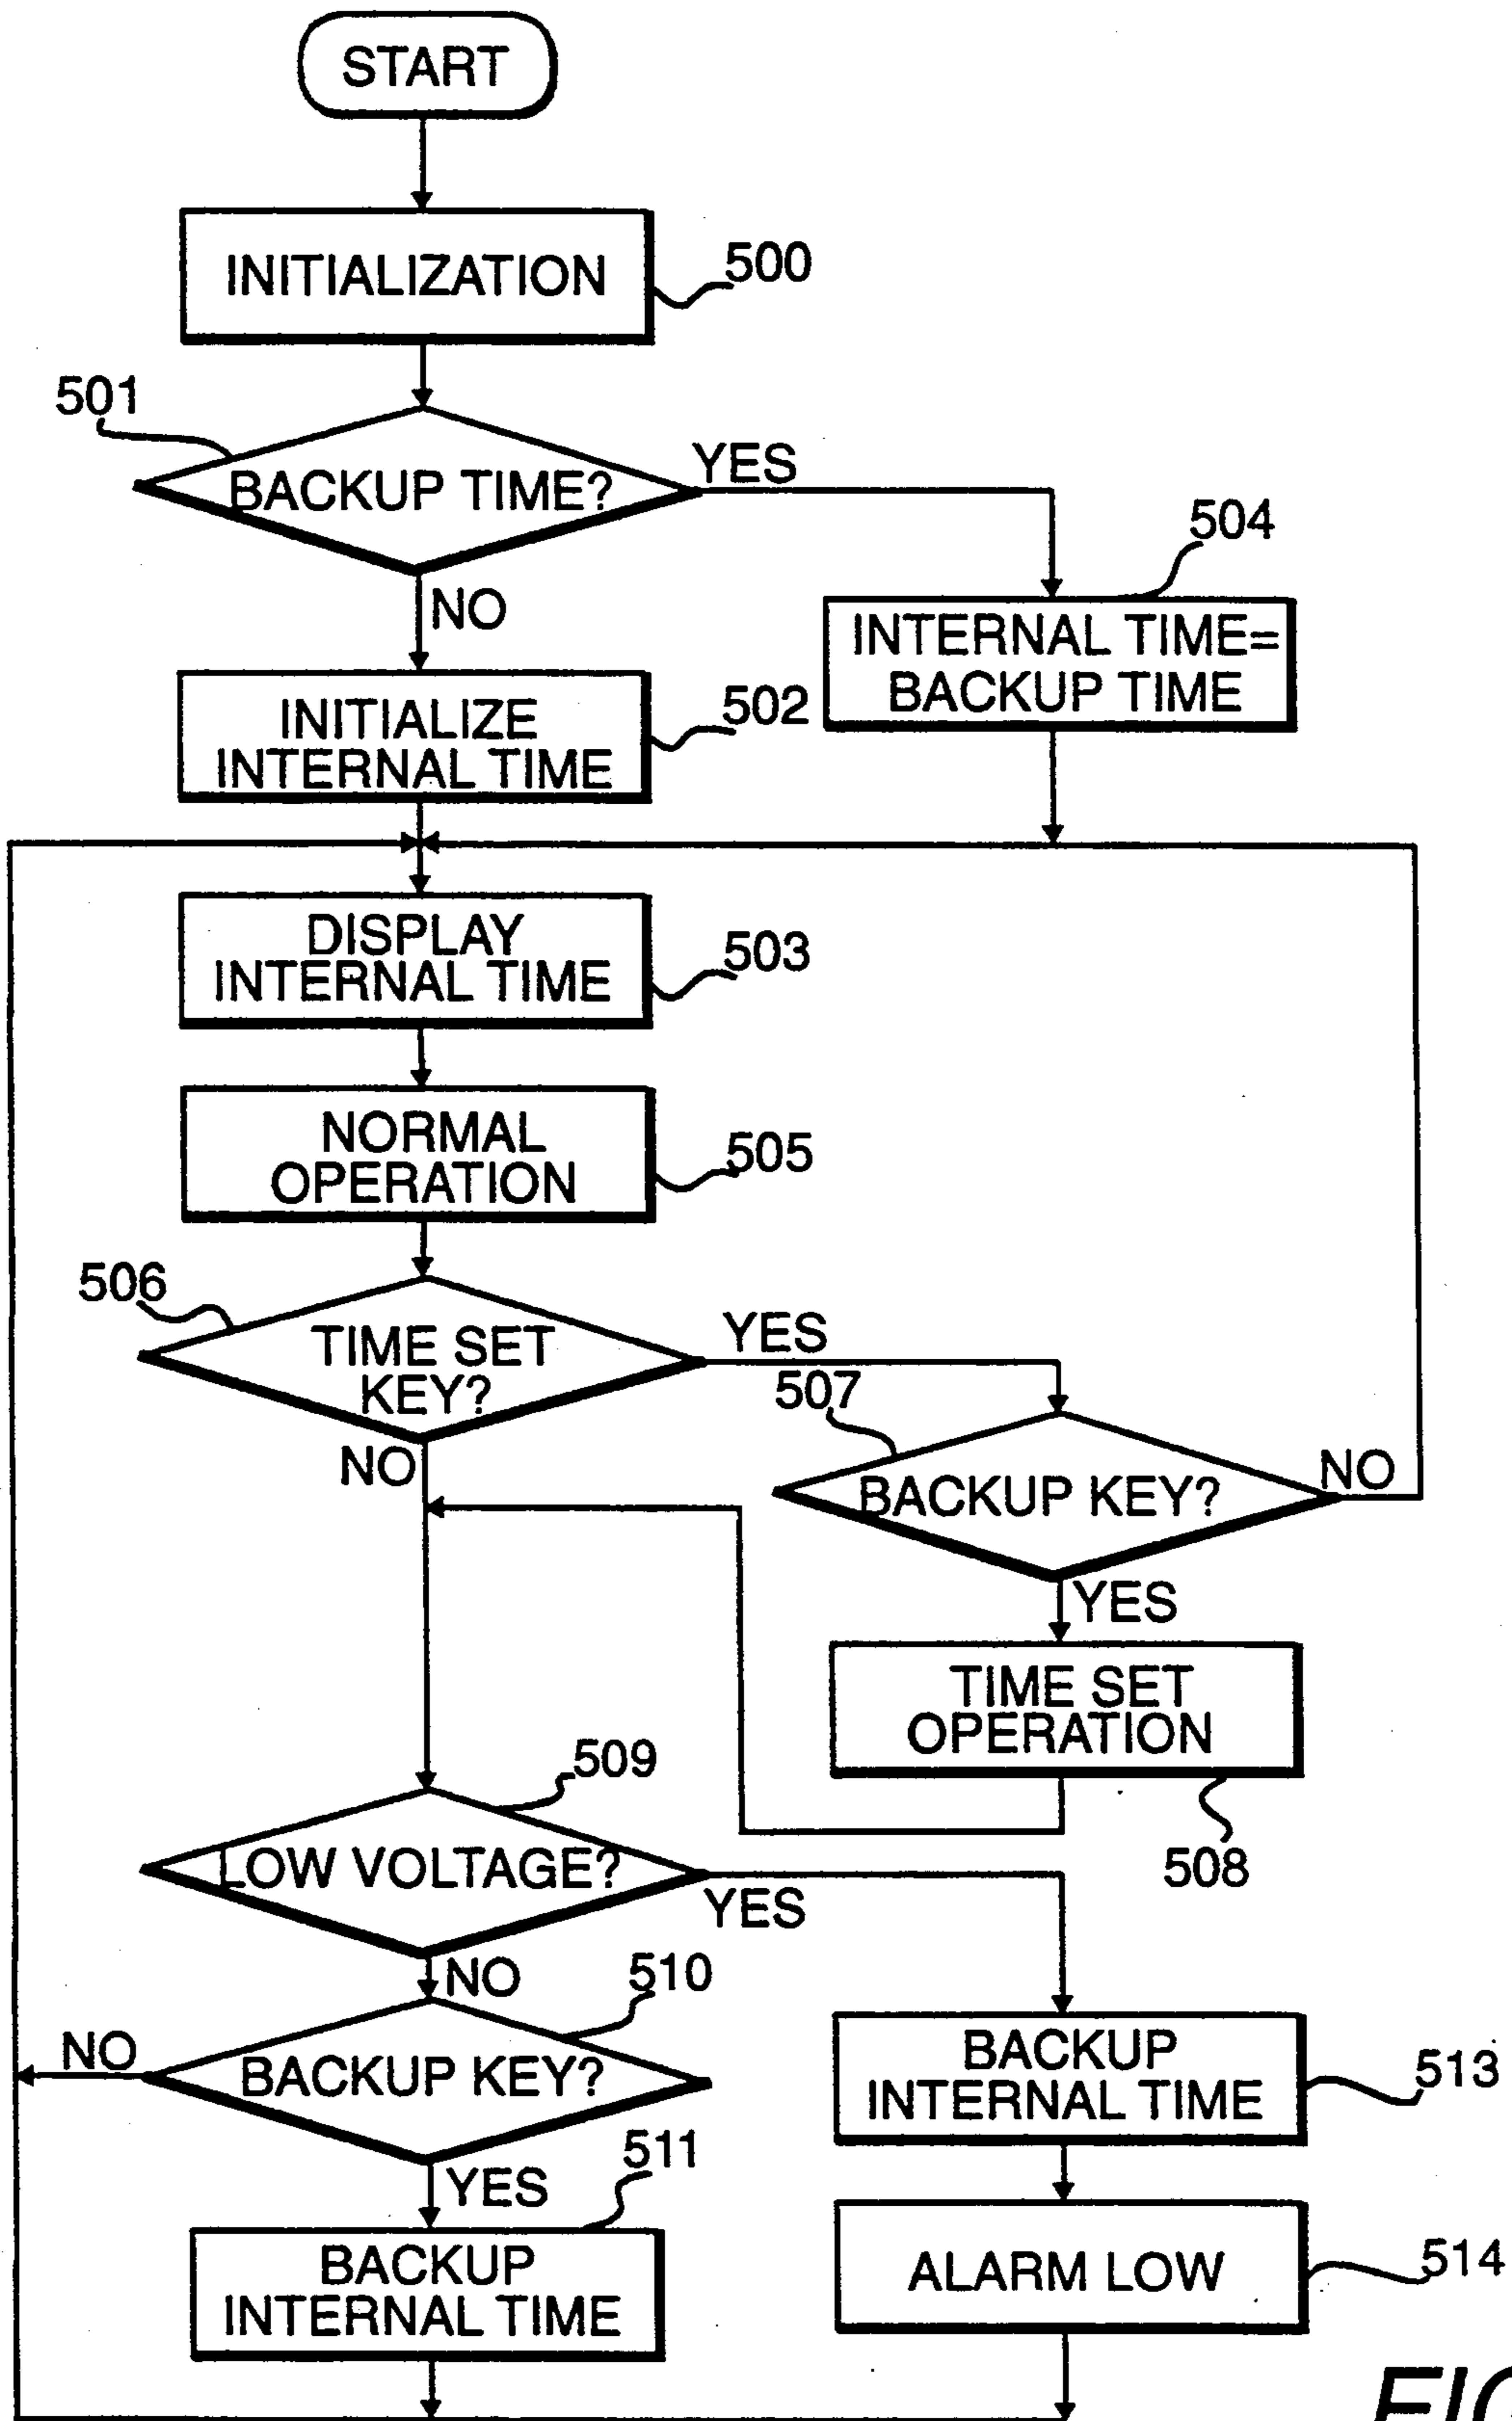 START
INITIALIZATION
500
501
BACKUP TIME?
YES
504
NO
INTERNAL TIME=
BACKUP TIME
INITIALIZE
INTERNAL TIME
502
DISPLAY
INTERNAL TIME
503
NORMAL
OPERATION
505
506
TIME SET
KEY?
YES
507
NO
BACKUP KEY?
NO
YES
TIME SET
OPERATION
508
509
LOW VOLTAGE?
YES
NO
510
NO
BACKUP KEY?
BACKUP
INTERNAL TIME
513
511
YES
BACKUP
INTERNAL TIME
ALARM LOW
514